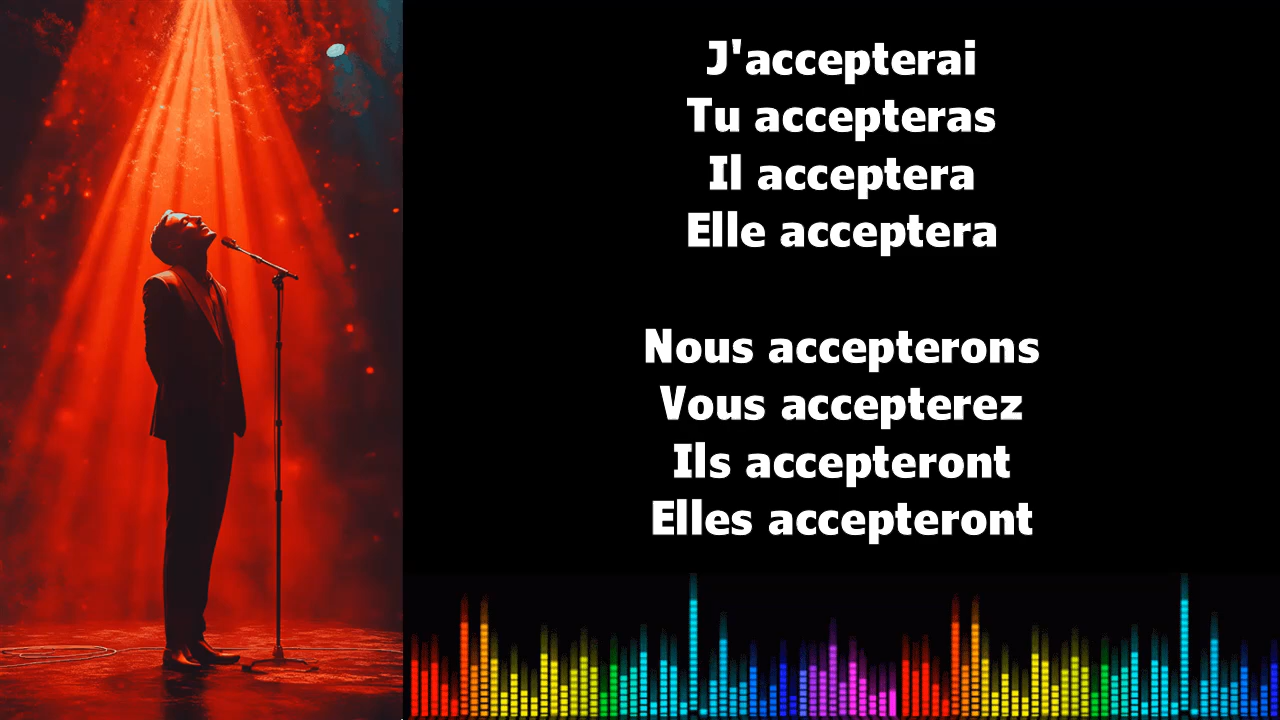 J'accepterai
Tu accepteras
Il acceptera
Elle acceptera
Nous accepterons
Vous accepterez
Ils accepteront
Elles accepteront